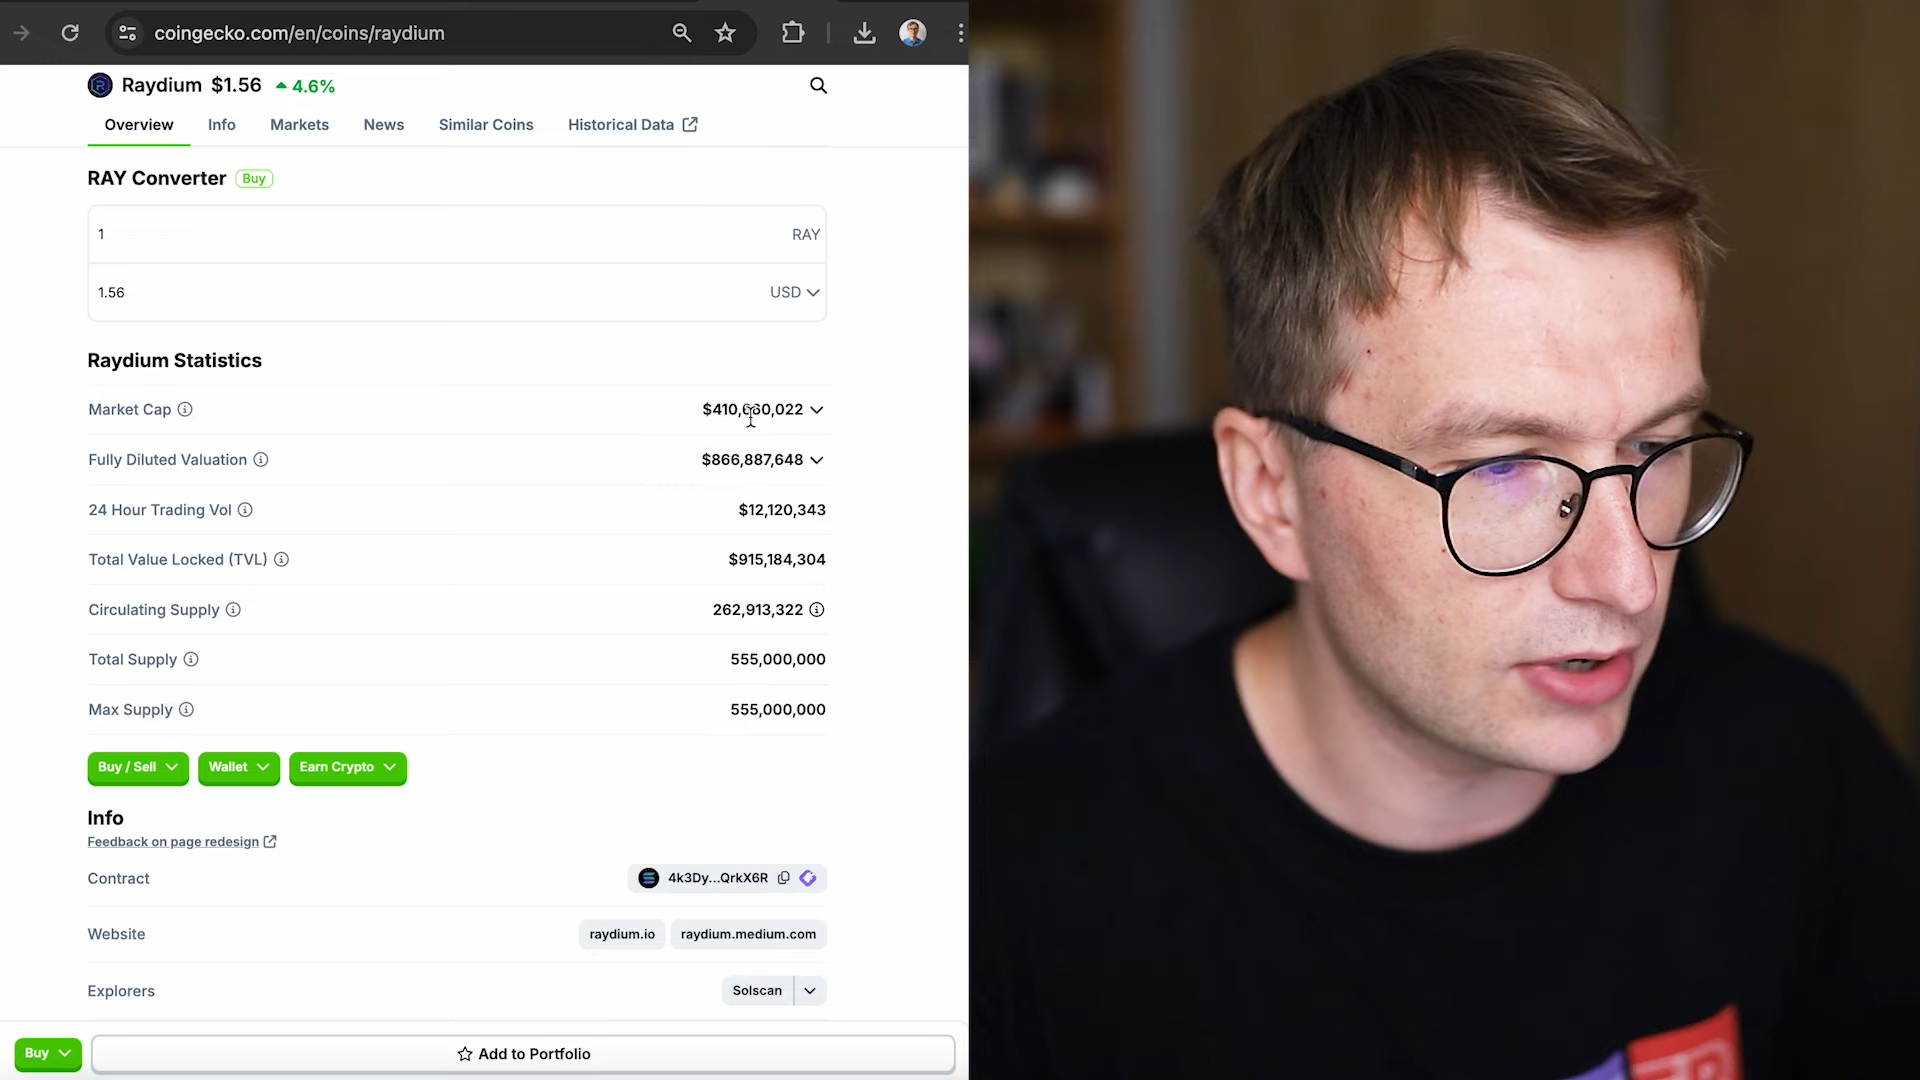 coingecko.com/en/coins/raydium
Raydium $1.56 4.6%
Overview Info Markets News Similar Coins Historical Data
RAY Converter Buy
1 RAY
1.56 USD
Raydium Statistics
Market Cap
Fully Diluted Valuation $866,887,648
24 Hour Trading Vol $12,120,343
Total Value Locked (TVL) $915,184,304
Circulating Supply 262,913,322
Total Supply 555,000,000
Max Supply 555,000,000
Buy / Sell Wallet Earn Crypto
Info
Feedback on page redesign
Contract 4k3Dy...QrkX6R
Website raydium.io raydium.medium.com
Explorers Solscan
Buy Add to Portfolio